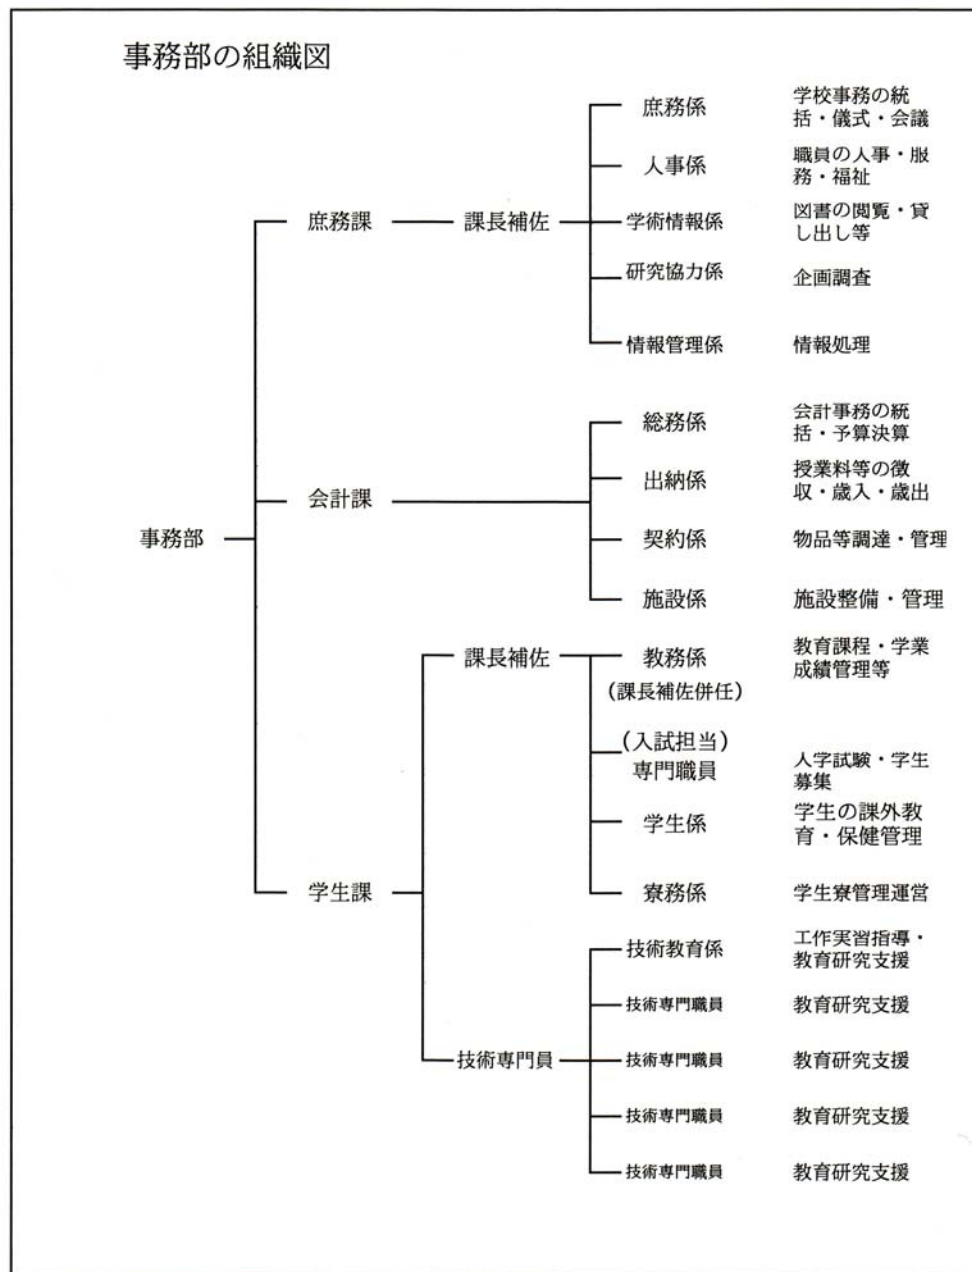 事務部の組織図
庶務係
学校事務の統
括・儀式・会議
人事係
職員の人事・服
務・福祉
庶務課
課長補佐
学術情報係
図書の閲覧・貸
し出し等
研究協力係
企画調査
情報管理係
情報処理
総務係
会計事務の統
括・予算決算
出納係
授業料等の徴
収・歳入・歳出
会計課
事務部
契約係
物品等調達・管理
施設係
施設整備・管理
課長補佐
教務係
(課長補佐併任)
教育課程・学業
成績管理等
(入試担当)
専門職員
入学試験・学生
募集
学生係
学生の課外教
育・保健管理
学生課
寮務係
学生寮管理運営
技術教育係
工作実習指導・
教育研究支援
技術専門職員
教育研究支援
技術専門員
技術専門職員
教育研究支援
技術専門職員
教育研究支援
技術専門職員
教育研究支援